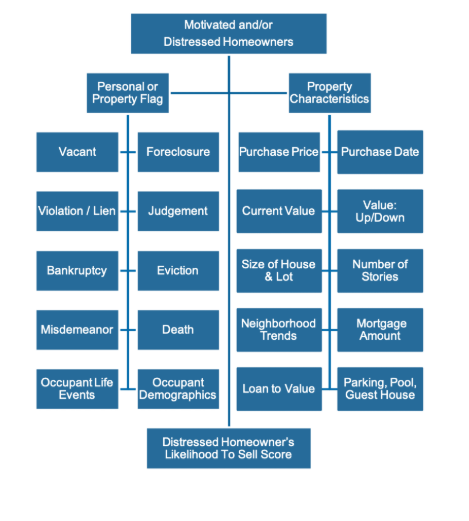 Motivated and/or
Distressed Homeowners
Personal or
Property Flag
Property
Characteristics
Vacant
Foreclosure
Purchase Price
Purchase Date
Violation / Lien
Judgement
Current Value
Value:
Up/Down
Bankruptcy
Eviction
Size of House
& Lot
Number of
Stories
Misdemeanor
Death
Neighborhood
Trends
Mortgage
Amount
Occupant Life
Events
Occupant
Demographics
Loan to Value
Parking, Pool,
Guest House
Distressed Homeowner's
Likelihood To Sell Score